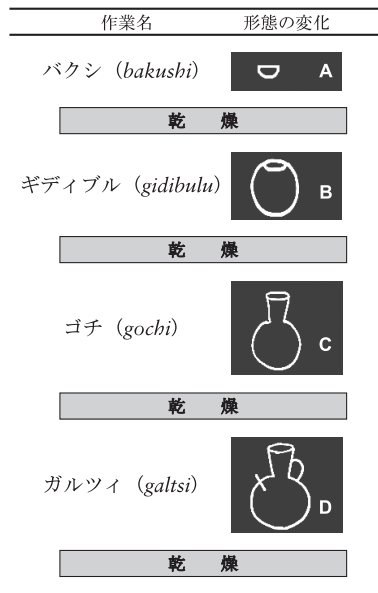 作業名 形態の変化
バクシ（bakushi） A
乾　燥
ギディブル（gidibulu） B
乾　燥
ゴチ（gochi） C
乾　燥
ガルツィ（galtsi） D
乾　燥